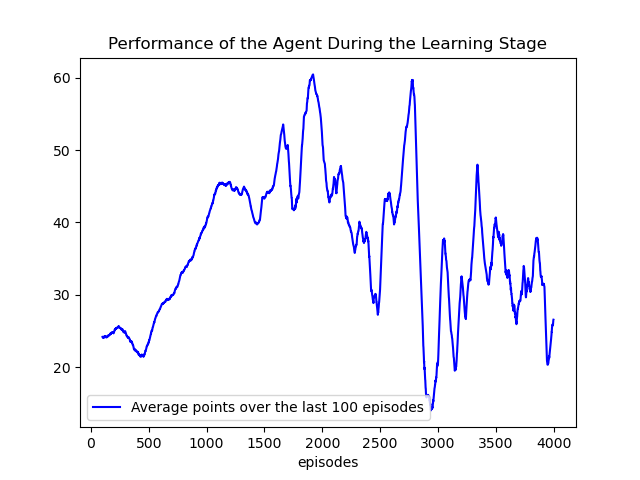 Performance of the Agent During the Learning Stage
60
50
40
30
20
Average points over the last 100 episodes
0 500 1000 1500 2000 2500 3000 3500 4000
episodes